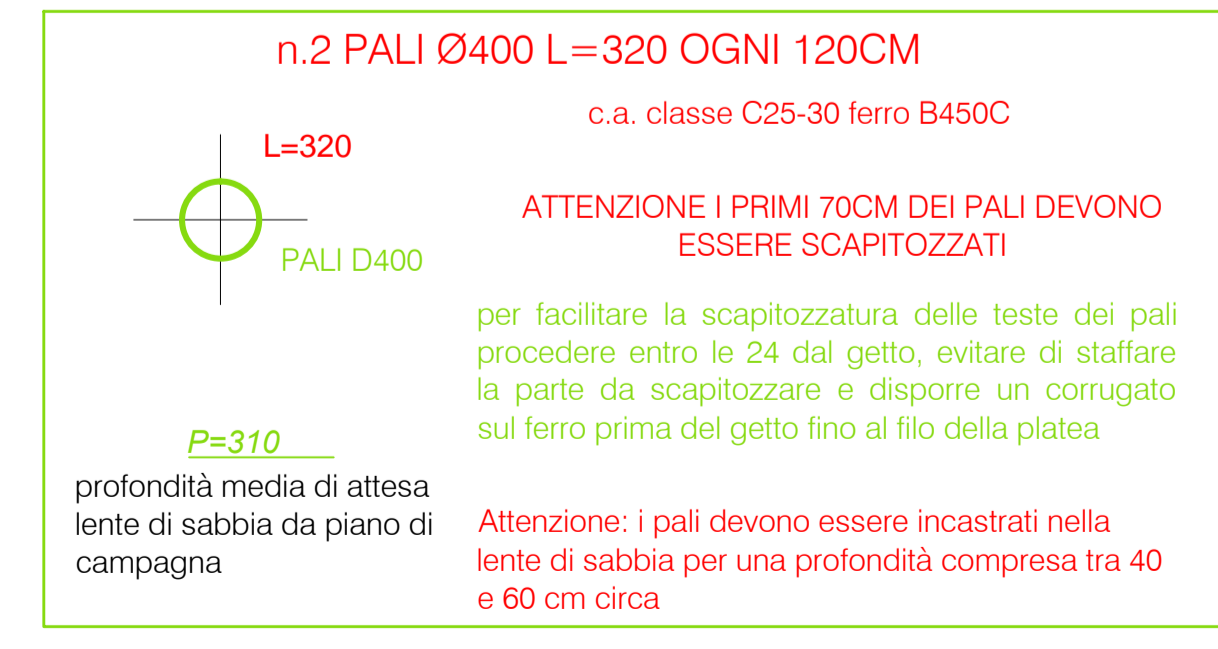 n.2 PALI Ø400 L=320 OGNI 120CM
c.a. classe C25-30 ferro B450C
L=320
PALI D400
ATTENZIONE I PRIMI 70CM DEI PALI DEVONO
ESSERE SCAPITOZZATI
per facilitare la scapitozzatura delle teste dei pali
procedere entro le 24 dal getto, evitare di staffare
la parte da scapitozzare e disporre un corrugato
sul ferro prima del getto fino al filo della platea
P=310
profondità media di attesa
lente di sabbia da piano di
campagna
Attenzione: i pali devono essere incastrati nella
lente di sabbia per una profondità compresa tra 40
e 60 cm circa